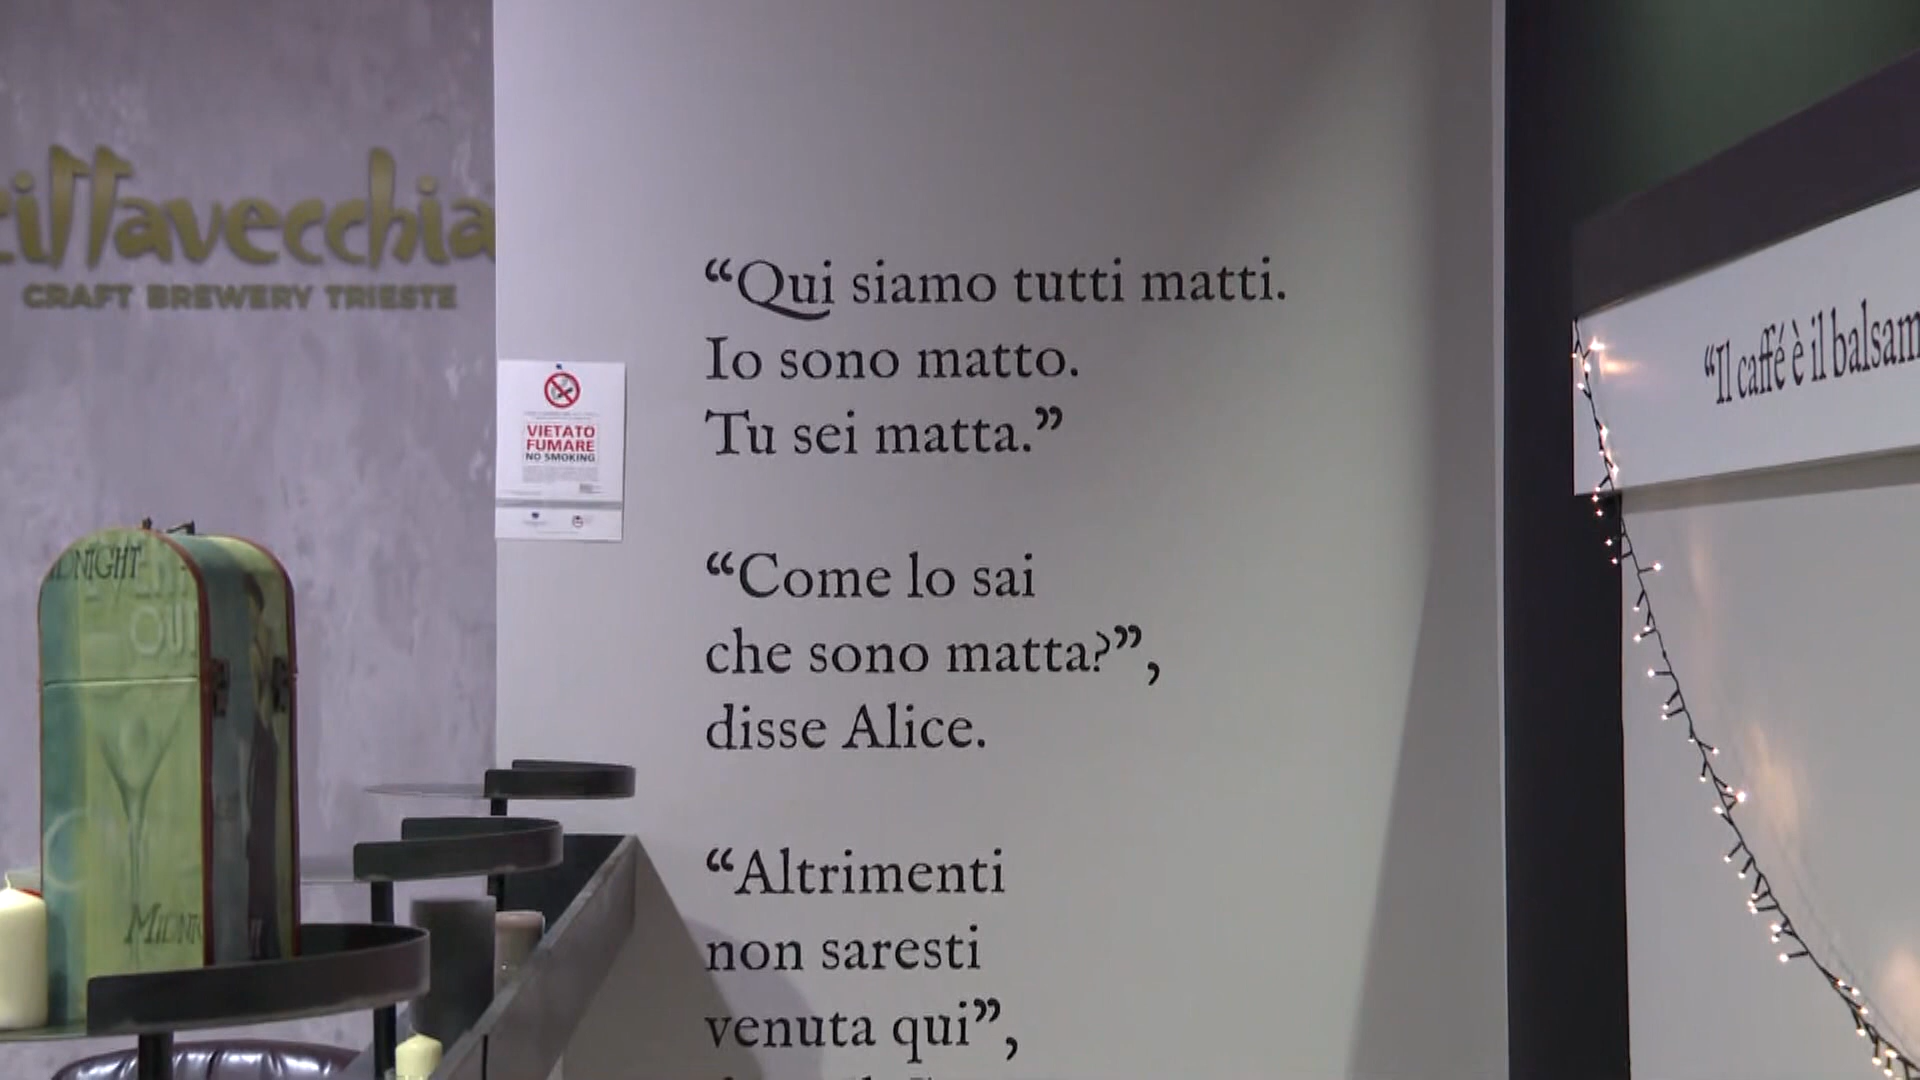 cittavecchia
CRAFT BREWERY TRIESTE
VIETATO
FUMARE
NO SMOKING
“Qui siamo tutti matti.
Io sono matto.
Tu sei matta.”
“Come lo sai
che sono matta?”,
disse Alice.
“Altrimenti
non saresti
venuta qui”,
“Il caffé è il balsam